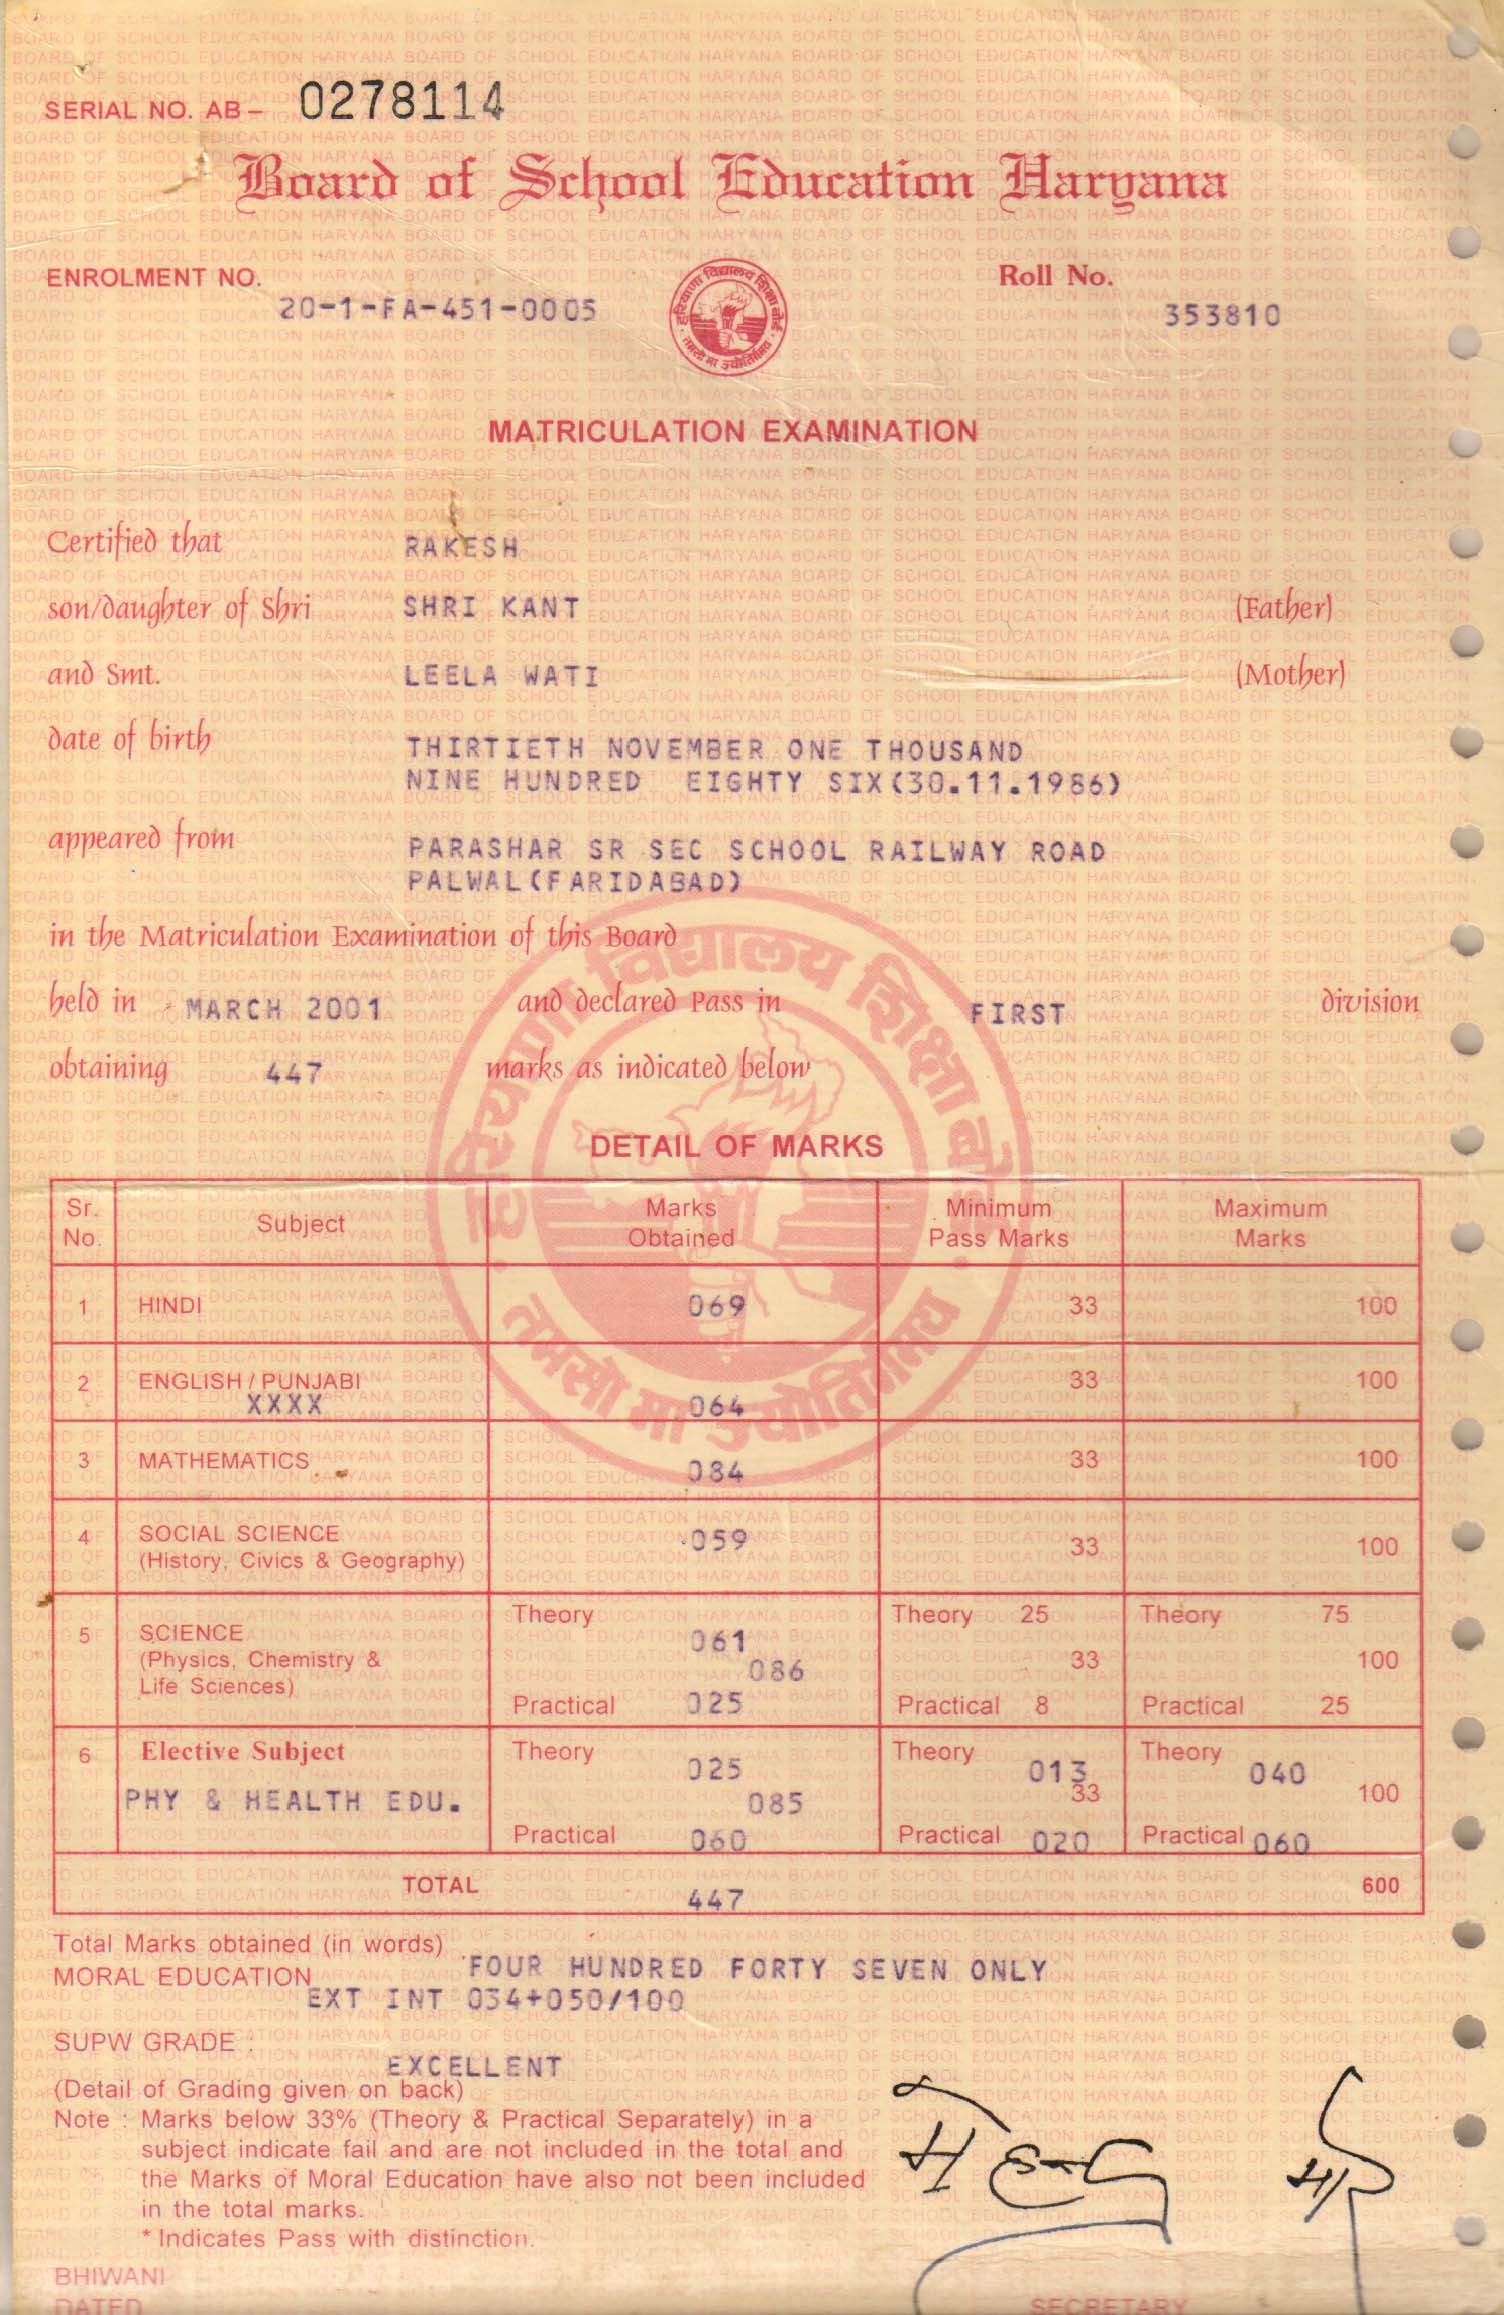 SERIAL NO. AB – 0278114
Board of School Education Haryana
ENROLMENT NO. Roll No.
20-1-FA-451-0005 353810
हरियाणा विद्यालय शिक्षा बोर्ड
तमसो मा ज्योतिर्गमय
MATRICULATION EXAMINATION
Certified that RAKESH
son/daughter of Shri SHRI KANT (Father)
and Smt. LEELA WATI (Mother)
date of birth THIRTIETH NOVEMBER ONE THOUSAND
NINE HUNDRED EIGHTY SIX(30.11.1986)
appeared from PARASHAR SR SEC SCHOOL RAILWAY ROAD
PALWAL(FARIDABAD)
in the Matriculation Examination of this Board
held in MARCH 2001 and declared Pass in FIRST division
obtaining 447 marks as indicated below
DETAIL OF MARKS
Sr. No. Subject Marks Obtained Minimum Pass Marks Maximum Marks
1 HINDI 069 33 100
2 ENGLISH / PUNJABI 33 100
XXXX 064
3 MATHEMATICS 084 33 100
4 SOCIAL SCIENCE 059 33 100
(History, Civics & Geography)
Theory 061 Theory 25 Theory 75
5 SCIENCE
(Physics, Chemistry & 086 33 100
Life Sciences)
Practical 025 Practical 8 Practical 25
6 Elective Subject Theory 025 Theory 013 Theory 040
PHY & HEALTH EDU. 085 33 100
Practical 060 Practical 020 Practical 060
TOTAL 447 600
Total Marks obtained (in words) FOUR HUNDRED FORTY SEVEN ONLY
MORAL EDUCATION
EXT INT 034+050/100
SUPW GRADE :
EXCELLENT
(Detail of Grading given on back)
Note : Marks below 33% (Theory & Practical Separately) in a
subject indicate fail and are not included in the total and
the Marks of Moral Education have also not been included
in the total marks.
* Indicates Pass with distinction.
BHIWANI
DATED SECRETARY